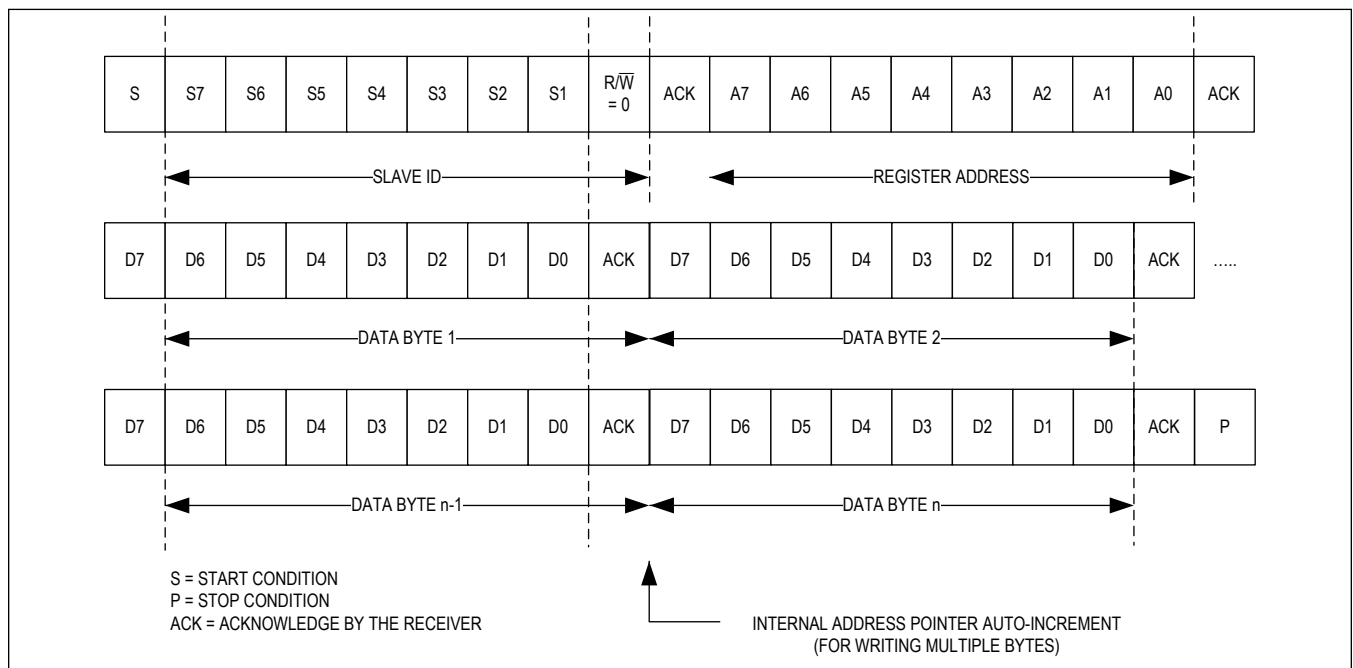 S S7 S6 S5 S4 S3 S2 S1 R/W̅ = 0 ACK A7 A6 A5 A4 A3 A2 A1 A0 ACK
SLAVE ID REGISTER ADDRESS
D7 D6 D5 D4 D3 D2 D1 D0 ACK D7 D6 D5 D4 D3 D2 D1 D0 ACK .....
DATA BYTE 1 DATA BYTE 2
D7 D6 D5 D4 D3 D2 D1 D0 ACK D7 D6 D5 D4 D3 D2 D1 D0 ACK P
DATA BYTE n-1 DATA BYTE n
S = START CONDITION
P = STOP CONDITION
ACK = ACKNOWLEDGE BY THE RECEIVER
INTERNAL ADDRESS POINTER AUTO-INCREMENT
(FOR WRITING MULTIPLE BYTES)